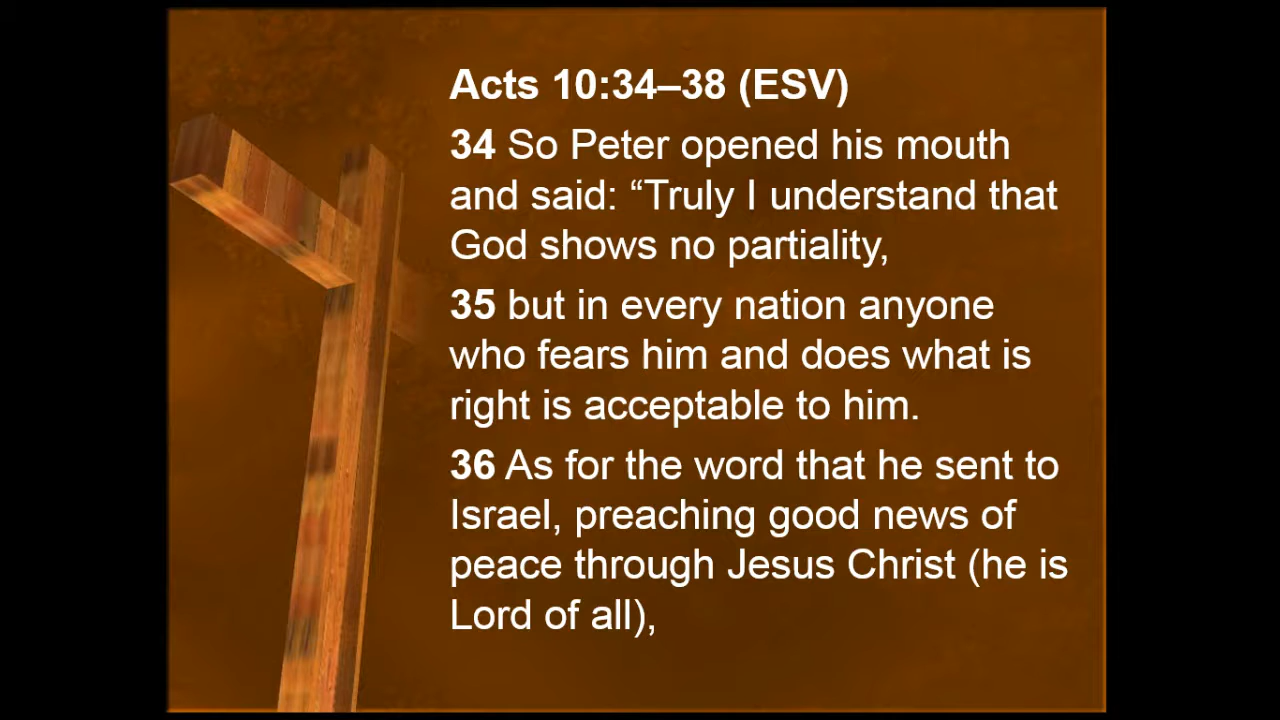 Acts 10:34–38 (ESV)
34 So Peter opened his mouth
and said: “Truly I understand that
God shows no partiality,
35 but in every nation anyone
who fears him and does what is
right is acceptable to him.
36 As for the word that he sent to
Israel, preaching good news of
peace through Jesus Christ (he is
Lord of all),